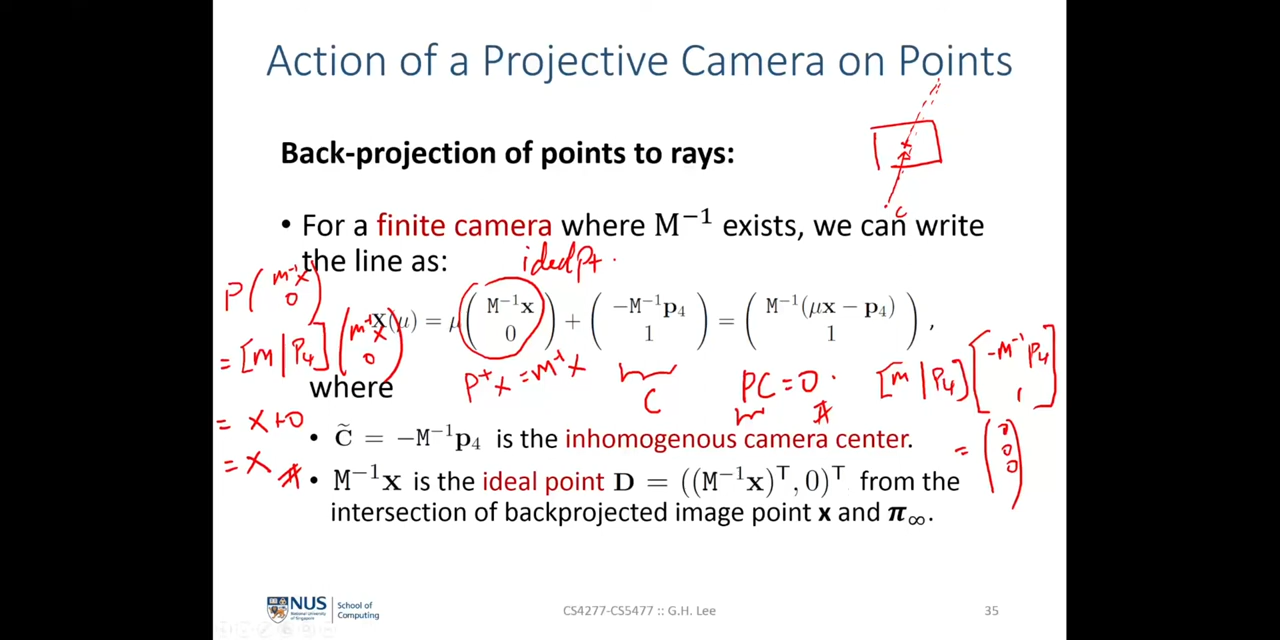 Action of a Projective Camera on Points
Back-projection of points to rays:
C
• For a finite camera where M⁻¹ exists, we can write
the line as:
ideal pt.
P(M⁻¹x 0)
X(μ) = μ(M⁻¹x 0) + (−M⁻¹p₄ 1) = (M⁻¹(μx − p₄) 1),
= [M | P₄](M⁻¹x 0)
where
P⁺x = M⁻¹x
C
PC = 0.
[M | P₄][−M⁻¹P₄ 1]
= (0 0 0)
= x + 0
= x #
• C̃ = −M⁻¹p₄ is the inhomogenous camera center.
• M⁻¹x is the ideal point D = ((M⁻¹x)ᵀ, 0)ᵀ from the
intersection of backprojected image point x and π∞.
NUS
National University
of Singapore
School of
Computing
CS4277-CS5477 :: G.H. Lee
35